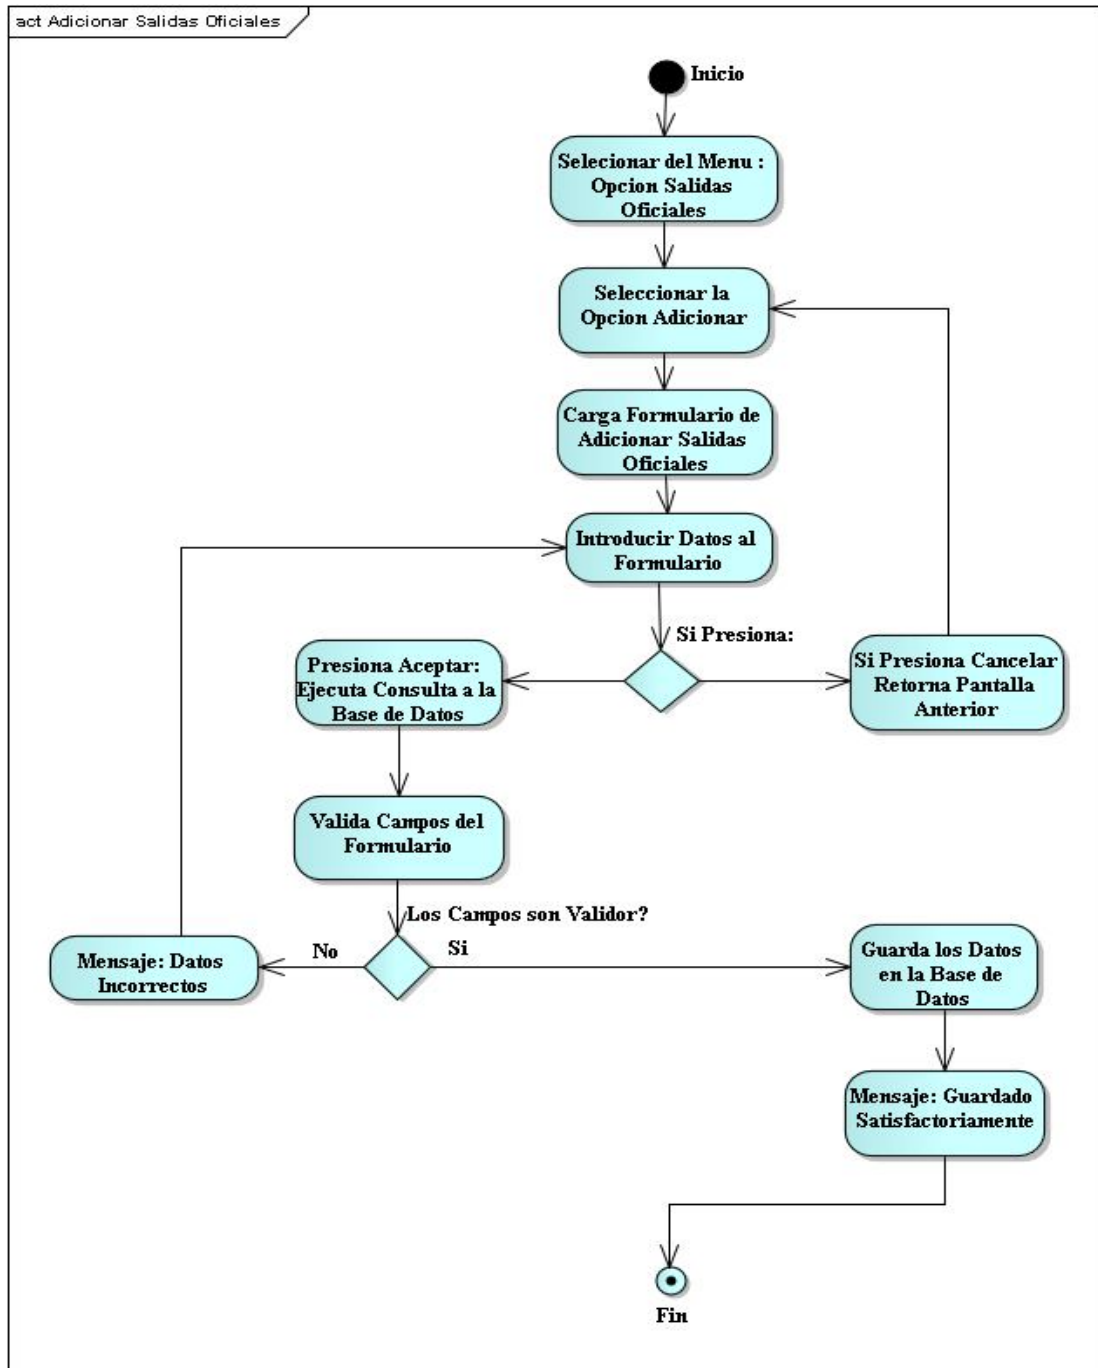 act Adicionar Salidas Oficiales
Inicio
Selecionar del Menu :
Opcion Salidas
Oficiales
Seleccionar la
Opcion Adicionar
Carga Formulario de
Adicionar Salidas
Oficiales
Introducir Datos al
Formulario
Si Presiona:
Presiona Aceptar:
Ejecuta Consulta a la
Base de Datos
Si Presiona Cancelar
Retorna Pantalla
Anterior
Valida Campos del
Formulario
Los Campos son Validor?
No
Si
Mensaje: Datos
Incorrectos
Guarda los Datos
en la Base de
Datos
Mensaje: Guardado
Satisfactoriamente
Fin